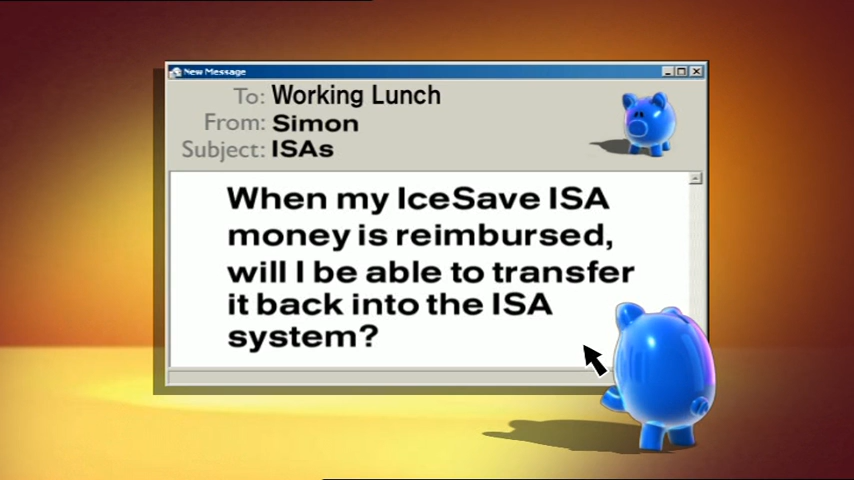 New Message
To: Working Lunch
From: Simon
Subject: ISAs
When my IceSave ISA
money is reimbursed,
will I be able to transfer
it back into the ISA
system?